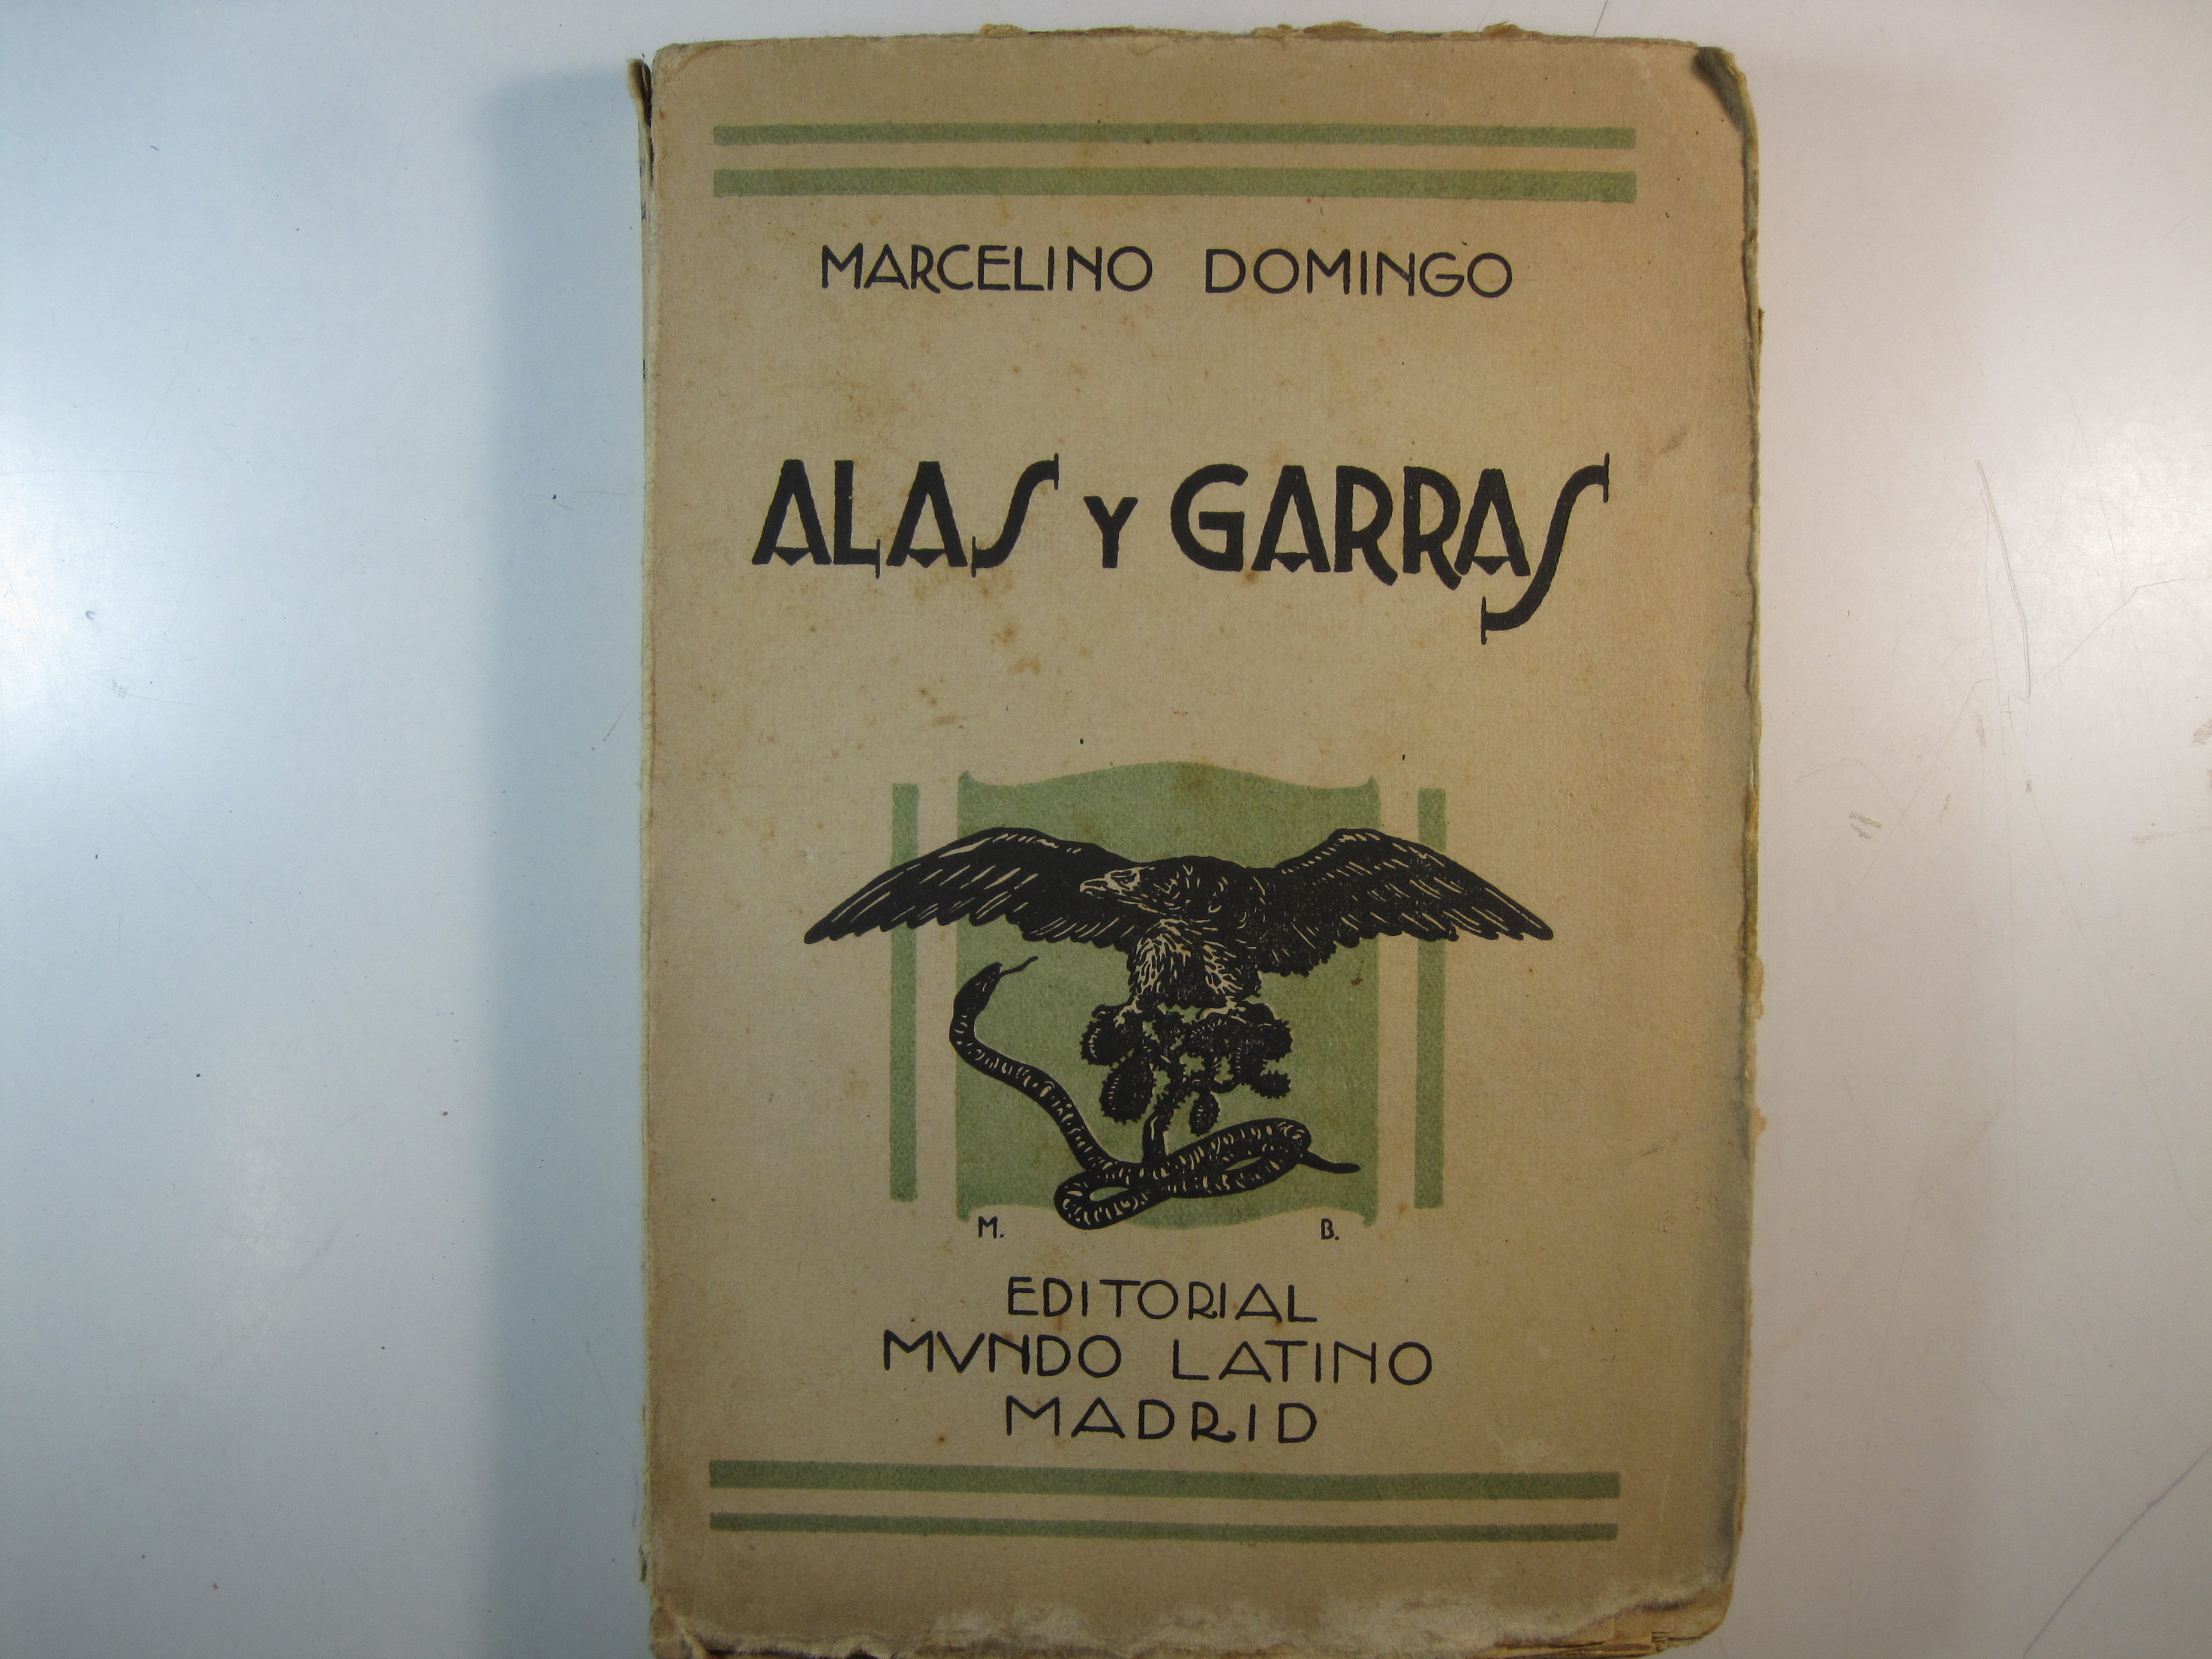 MARCELINO DOMINGO
ALAS Y GARRAS
M. B.
EDITORIAL
MVNDO LATINO
MADRID